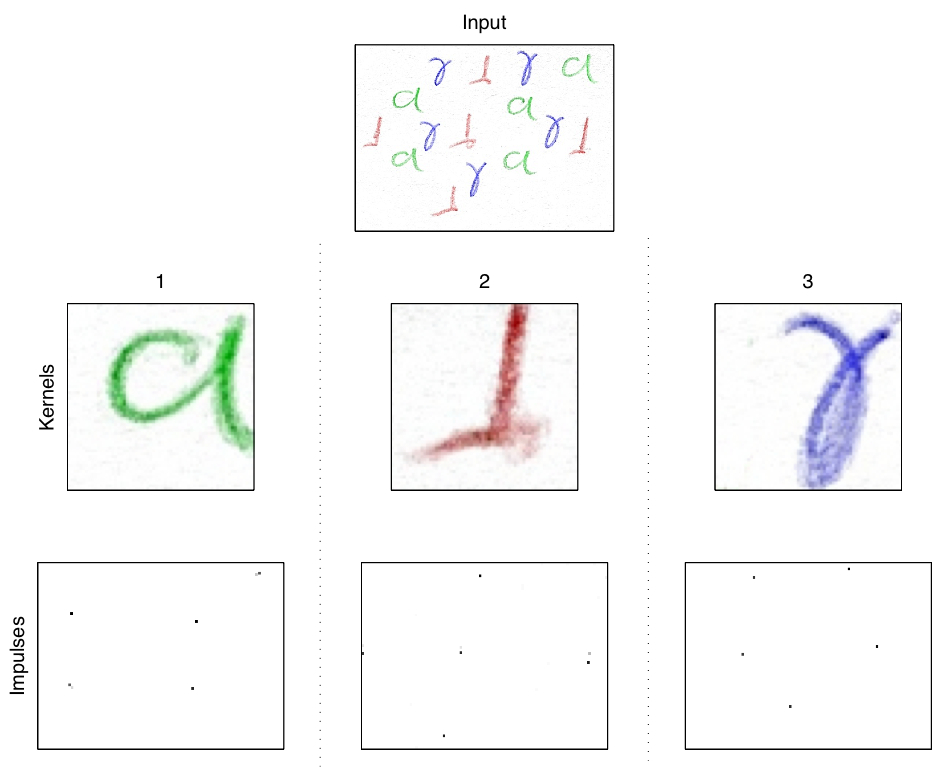 Input
γ γ a
a a
γ γ
a a
γ
1 2 3
Kernels
a γ
Impulses